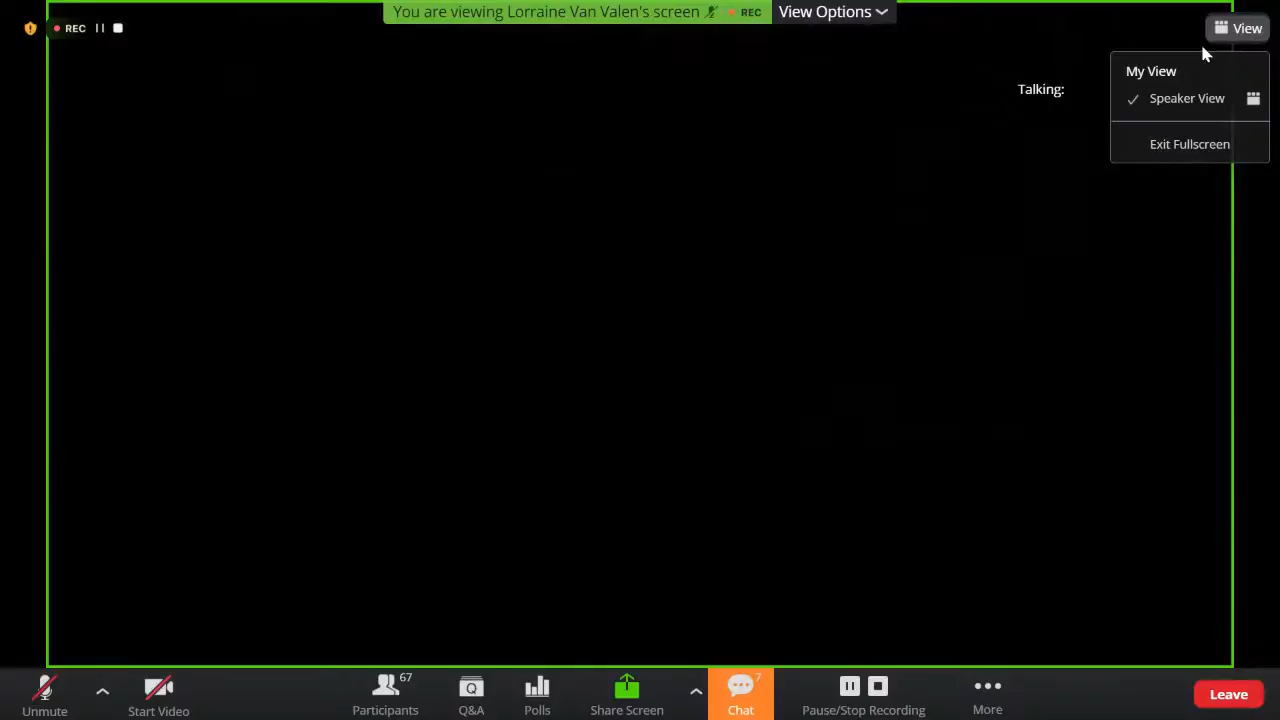 You are viewing Lorraine Van Valen's screen REC View Options
REC View
My View
Talking:
Speaker View
Exit Fullscreen
67 7
Unmute Start Video Participants Q&A Polls Share Screen Chat Pause/Stop Recording More Leave